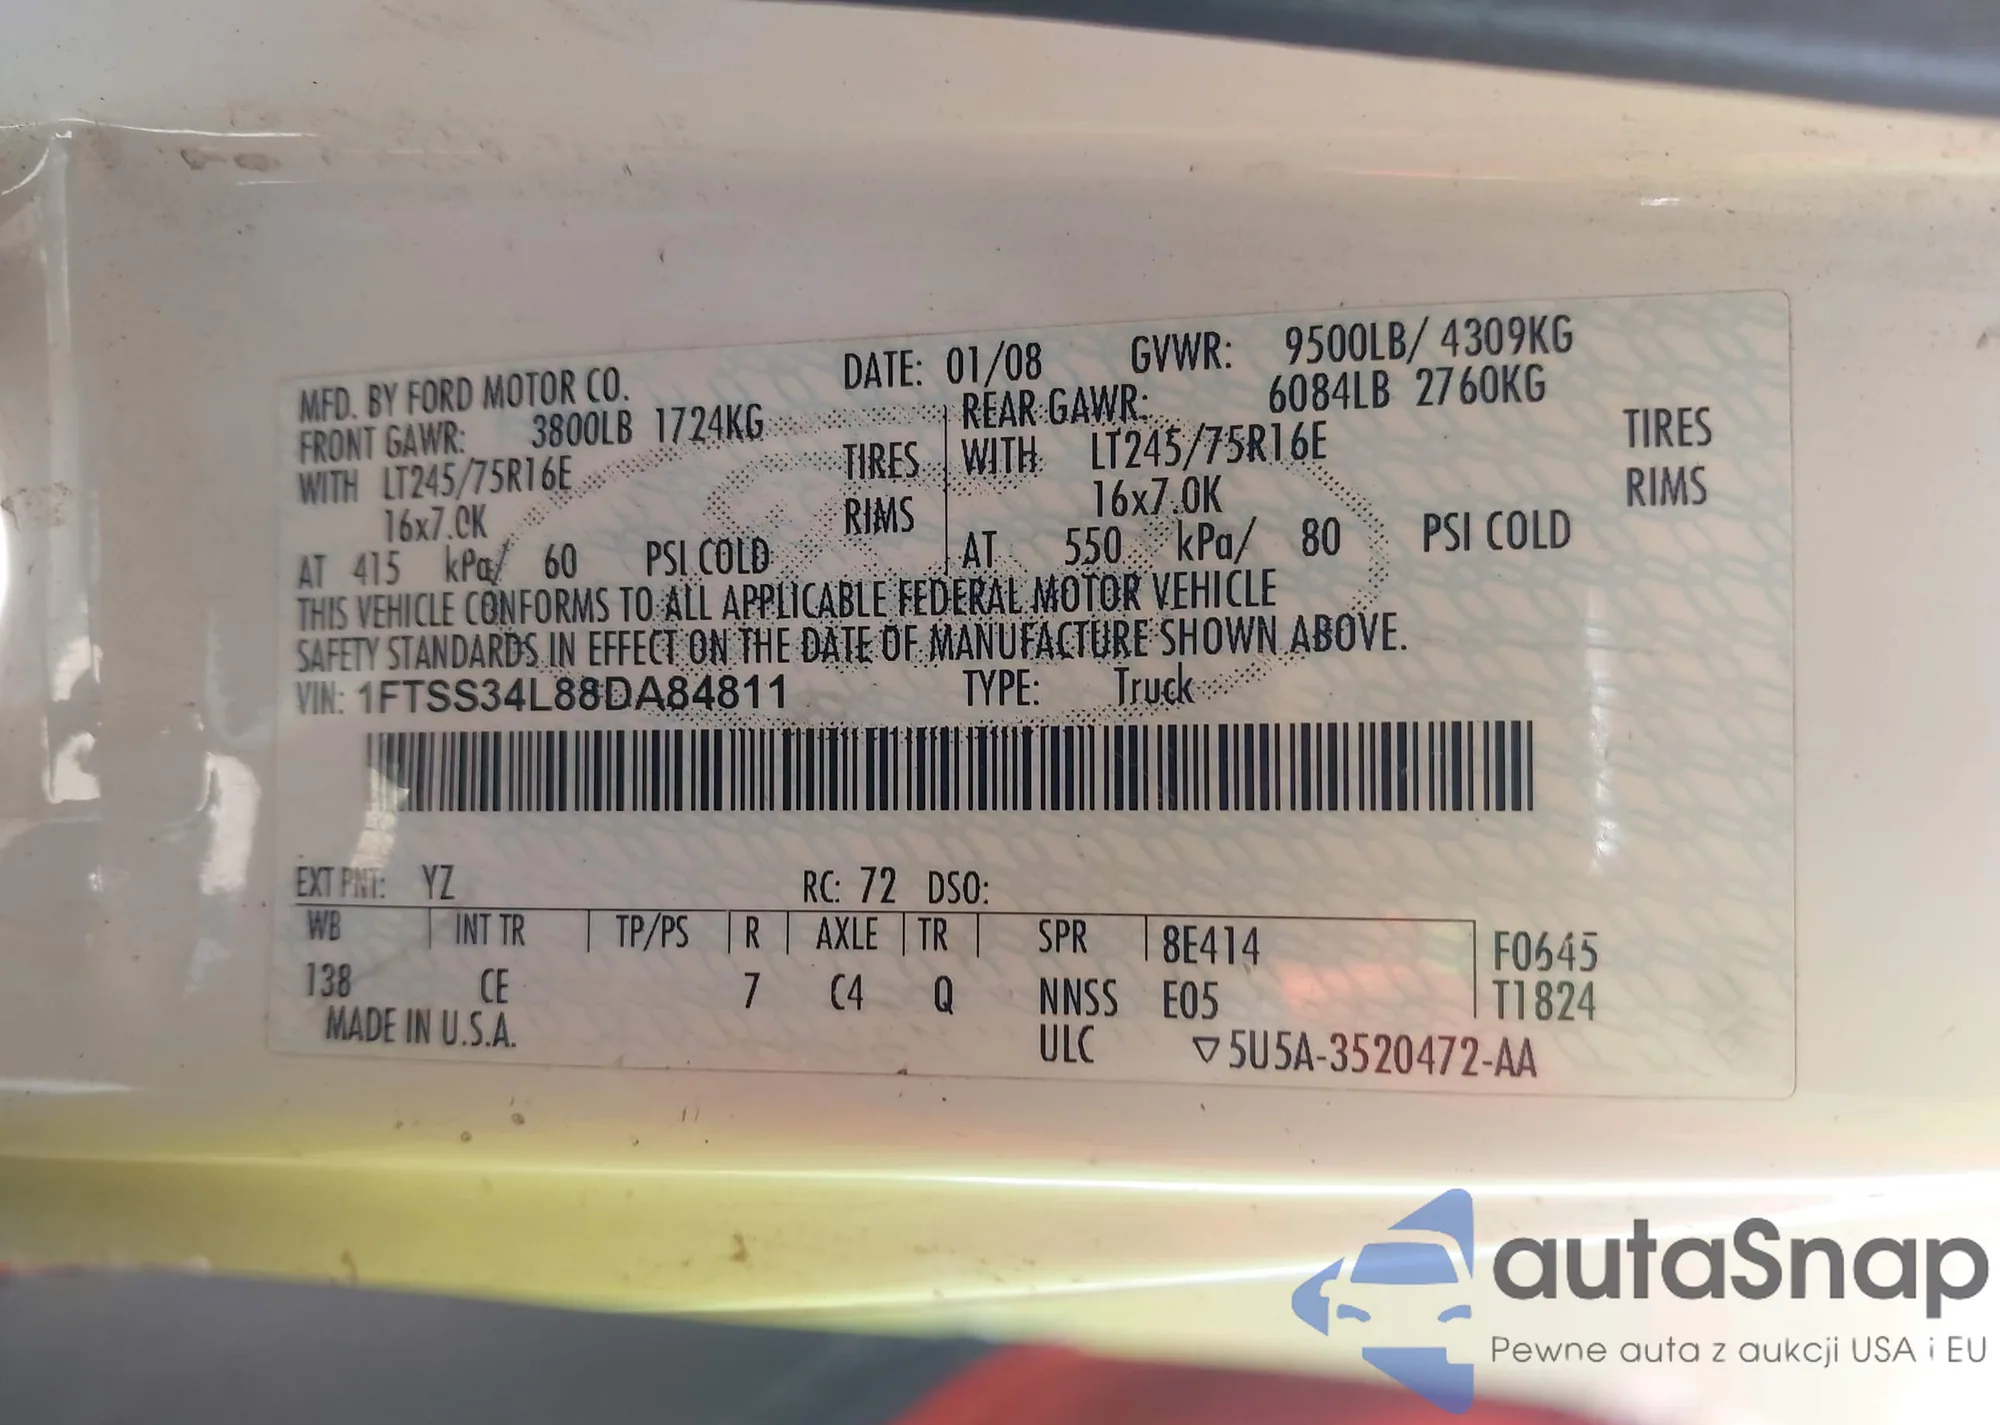 MFD. BY FORD MOTOR CO. DATE: 01/08 GVWR: 9500LB/ 4309KG
FRONT GAWR: 3800LB 1724KG REAR GAWR: 6084LB 2760KG
WITH LT245/75R16E TIRES WITH LT245/75R16E TIRES
16x7.0K RIMS 16x7.0K RIMS
AT 415 kPa/ 60 PSI COLD AT 550 kPa/ 80 PSI COLD
THIS VEHICLE CONFORMS TO ALL APPLICABLE FEDERAL MOTOR VEHICLE
SAFETY STANDARDS IN EFFECT ON THE DATE OF MANUFACTURE SHOWN ABOVE.
VIN: 1FTSS34L88DA84811 TYPE: Truck
EXT PNT: YZ RC: 72 DSO:
WB INT TR TP/PS R AXLE TR SPR 8E414 F0645
138 CE 7 C4 Q NNSS E05 T1824
MADE IN U.S.A. ULC ▽5U5A-3520472-AA
autaSnap
Pewne auta z aukcji USA i EU